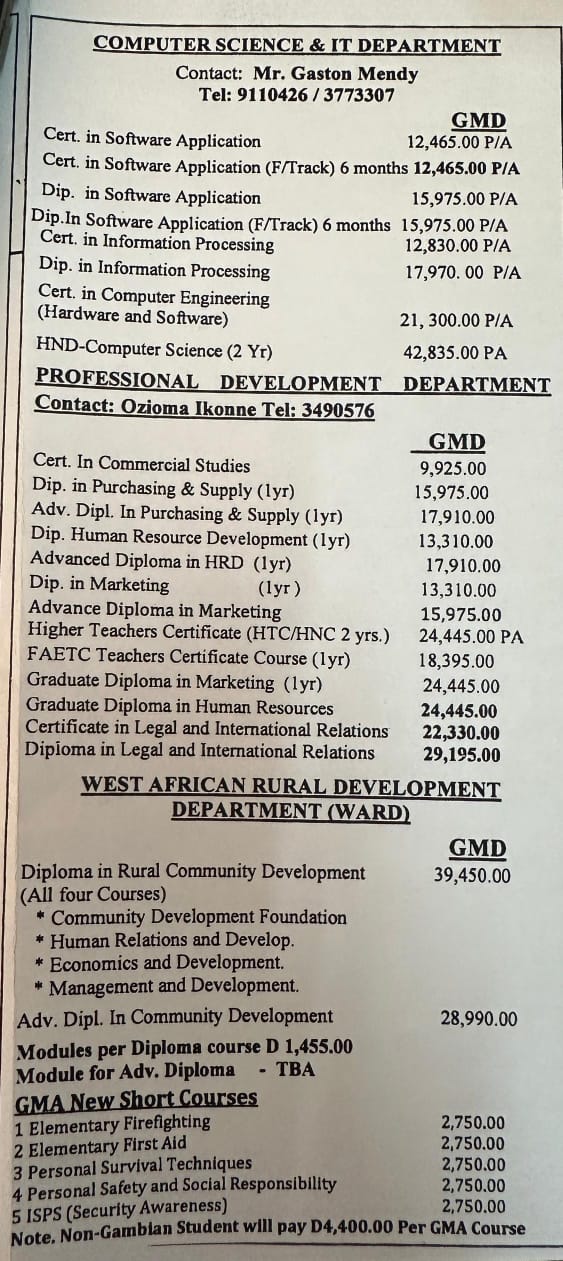 COMPUTER SCIENCE & IT DEPARTMENT
Contact: Mr. Gaston Mendy
Tel: 9110426 / 3773307
GMD
Cert. in Software Application 12,465.00 P/A
Cert. in Software Application (F/Track) 6 months 12,465.00 P/A
Dip. in Software Application 15,975.00 P/A
Dip.In Software Application (F/Track) 6 months 15,975.00 P/A
Cert. in Information Processing 12,830.00 P/A
Dip. in Information Processing 17,970. 00 P/A
Cert. in Computer Engineering
(Hardware and Software) 21, 300.00 P/A
HND-Computer Science (2 Yr) 42,835.00 PA
PROFESSIONAL DEVELOPMENT DEPARTMENT
Contact: Ozioma Ikonne Tel: 3490576
GMD
Cert. In Commercial Studies 9,925.00
Dip. in Purchasing & Supply (1yr) 15,975.00
Adv. Dipl. In Purchasing & Supply (1yr) 17,910.00
Dip. Human Resource Development (1yr) 13,310.00
Advanced Diploma in HRD (1yr) 17,910.00
Dip. in Marketing (1yr) 13,310.00
Advance Diploma in Marketing 15,975.00
Higher Teachers Certificate (HTC/HNC 2 yrs.) 24,445.00 PA
FAETC Teachers Certificate Course (1yr) 18,395.00
Graduate Diploma in Marketing (1yr) 24,445.00
Graduate Diploma in Human Resources 24,445.00
Certificate in Legal and International Relations 22,330.00
Dipioma in Legal and International Relations 29,195.00
WEST AFRICAN RURAL DEVELOPMENT
DEPARTMENT (WARD)
GMD
Diploma in Rural Community Development 39,450.00
(All four Courses)
* Community Development Foundation
* Human Relations and Develop.
* Economics and Development.
* Management and Development.
Adv. Dipl. In Community Development 28,990.00
Modules per Diploma course D 1,455.00
Module for Adv. Diploma - TBA
GMA New Short Courses
1 Elementary Firefighting 2,750.00
2 Elementary First Aid 2,750.00
3 Personal Survival Techniques 2,750.00
4 Personal Safety and Social Responsibility 2,750.00
5 ISPS (Security Awareness) 2,750.00
Note. Non-Gambian Student will pay D4,400.00 Per GMA Course